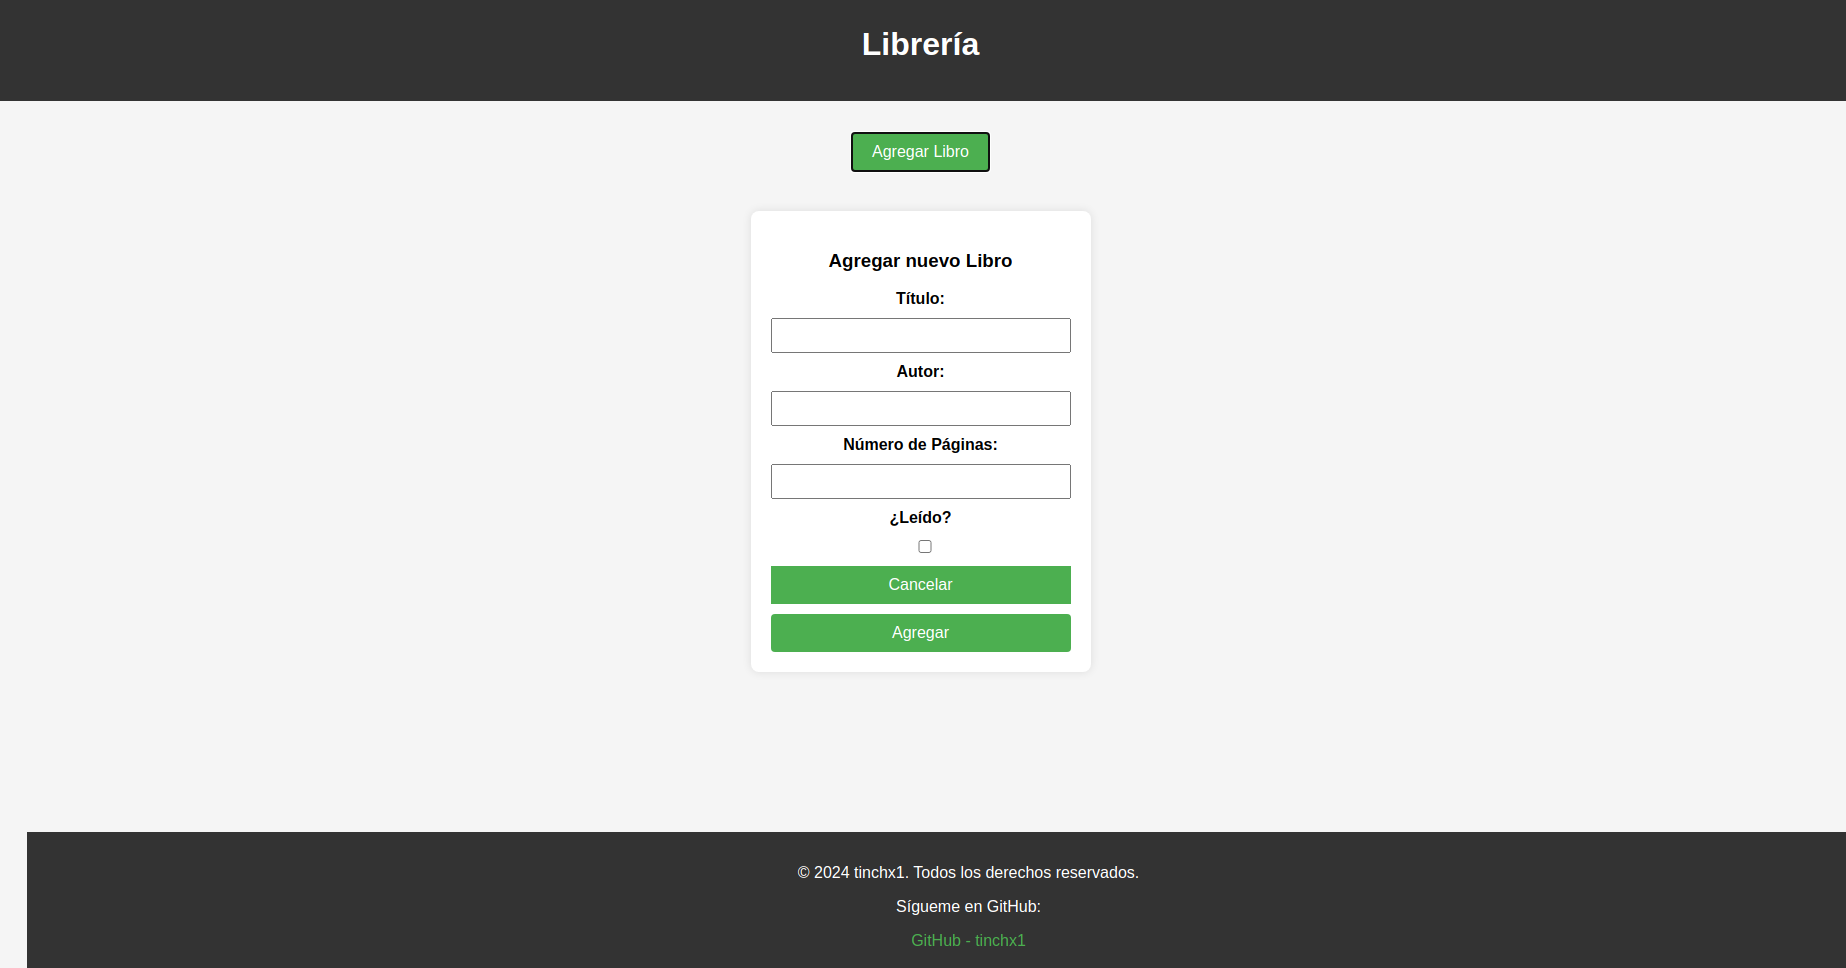 Librería
Agregar Libro
Agregar nuevo Libro
Título:
Autor:
Número de Páginas:
¿Leído?
Cancelar
Agregar
© 2024 tinchx1. Todos los derechos reservados.
Sígueme en GitHub:
GitHub - tinchx1